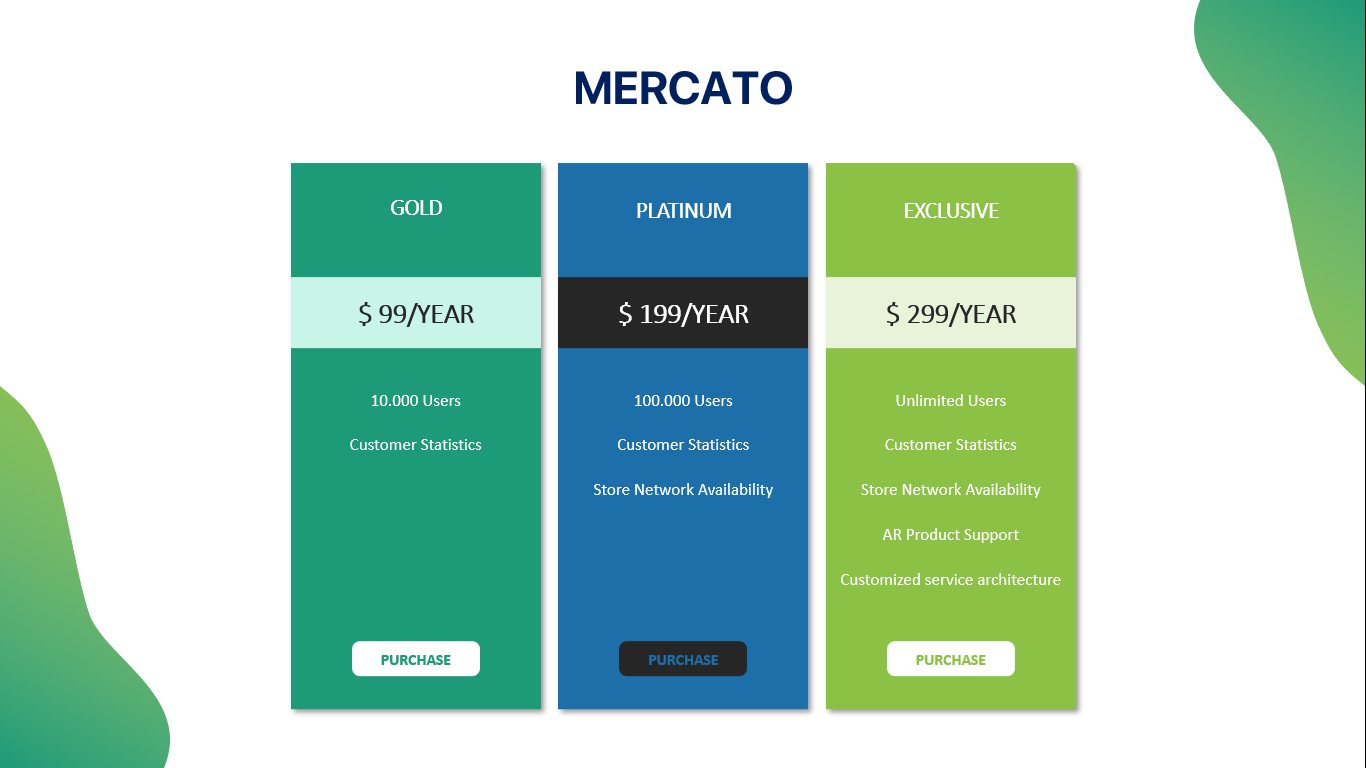 MERCATO
GOLD
$ 99/YEAR
10.000 Users
Customer Statistics
PURCHASE
PLATINUM
$ 199/YEAR
100.000 Users
Customer Statistics
Store Network Availability
PURCHASE
EXCLUSIVE
$ 299/YEAR
Unlimited Users
Customer Statistics
Store Network Availability
AR Product Support
Customized service architecture
PURCHASE